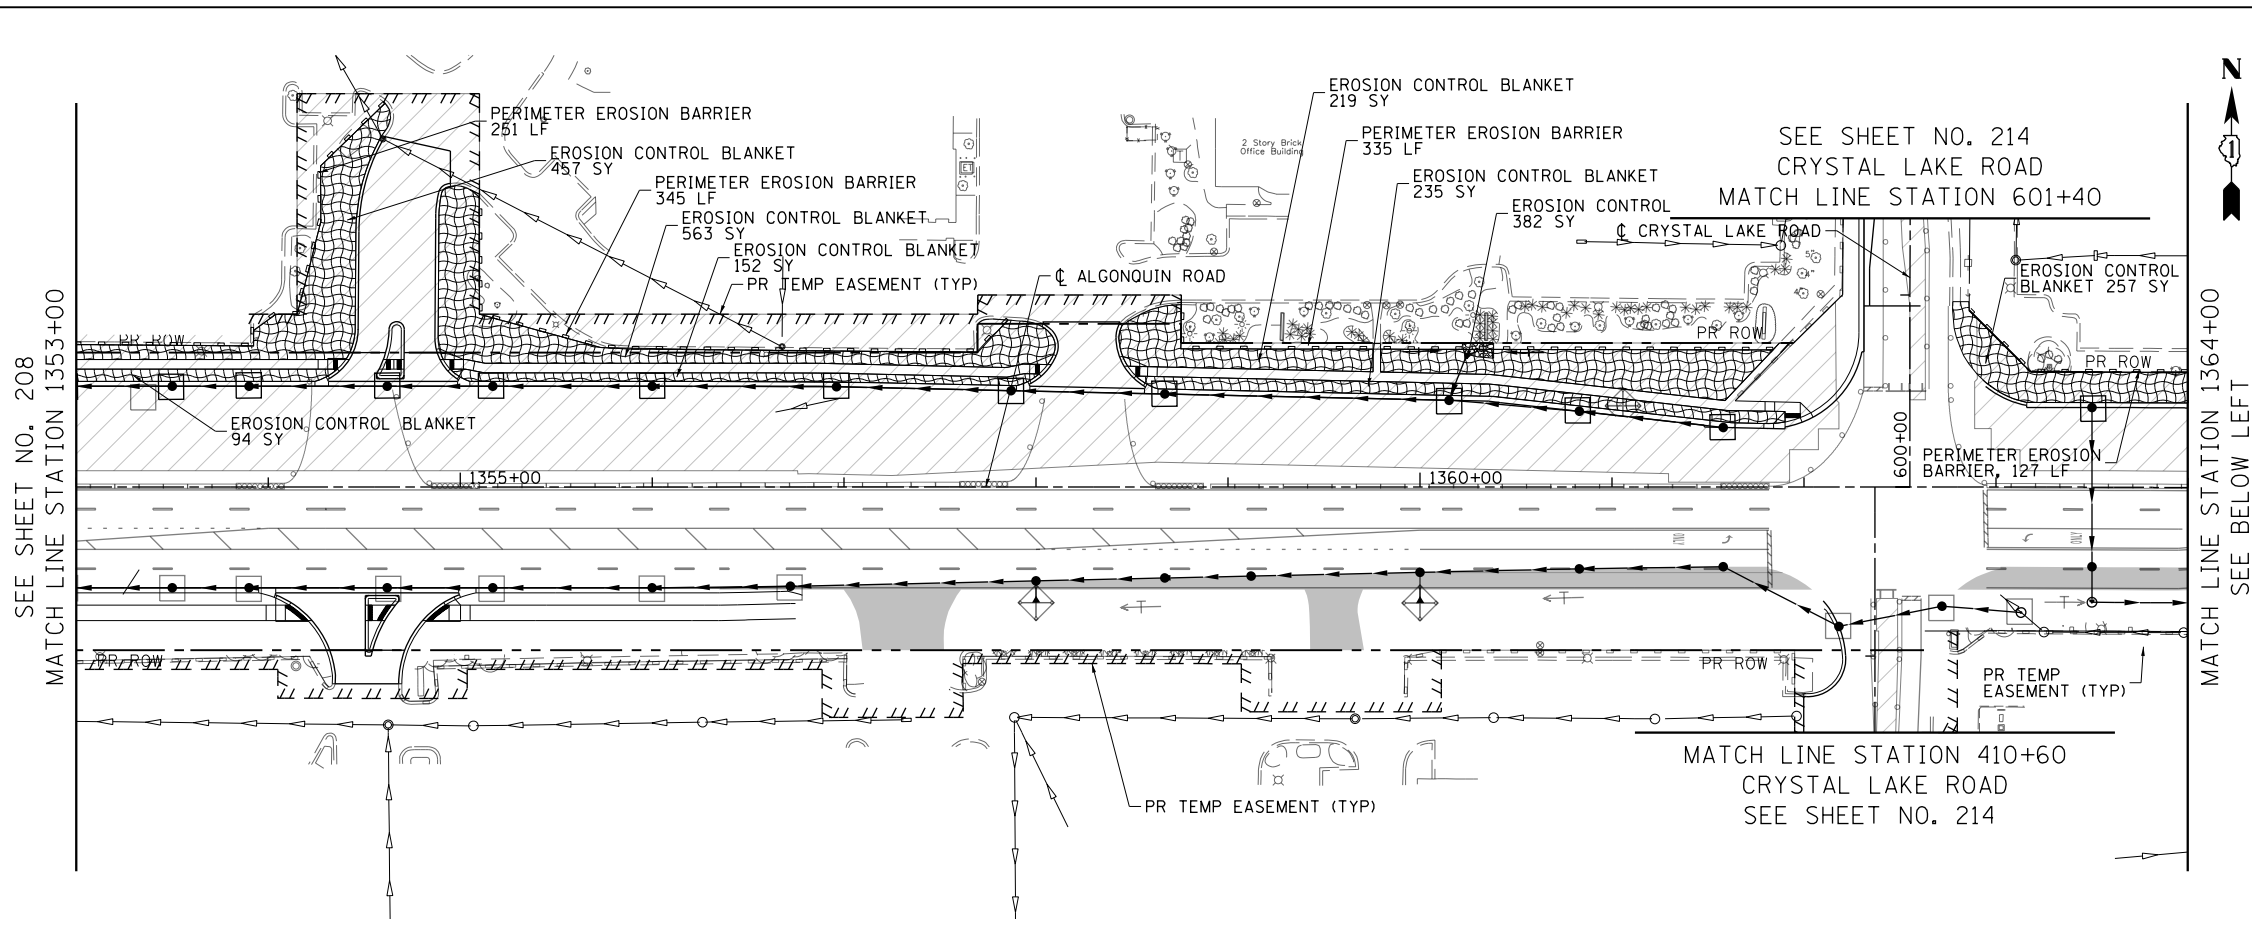 SEE SHEET NO. 208
MATCH LINE STATION 1353+00
PERIMETER EROSION BARRIER
251 LF
EROSION CONTROL BLANKET
457 SY
PERIMETER EROSION BARRIER
345 LF
EROSION CONTROL BLANKET
563 SY
EROSION CONTROL BLANKET
152 SY
PR TEMP EASEMENT (TYP)
℄ ALGONQUIN ROAD
2 Story Brick
Office Building
EROSION CONTROL BLANKET
219 SY
PERIMETER EROSION BARRIER
335 LF
EROSION CONTROL BLANKET
235 SY
EROSION CONTROL
382 SY
SEE SHEET NO. 214
CRYSTAL LAKE ROAD
MATCH LINE STATION 601+40
℄ CRYSTAL LAKE ROAD
N
1
EROSION CONTROL
BLANKET 257 SY
PR ROW
PR ROW
PR ROW
EROSION CONTROL BLANKET
94 SY
1355+00
1360+00
600+00
PERIMETER EROSION
BARRIER, 127 LF
ONLY
ONLY
PR ROW
PR ROW
PR TEMP
EASEMENT (TYP)
PR TEMP EASEMENT (TYP)
MATCH LINE STATION 410+60
CRYSTAL LAKE ROAD
SEE SHEET NO. 214
MATCH LINE STATION 1364+00
SEE BELOW LEFT